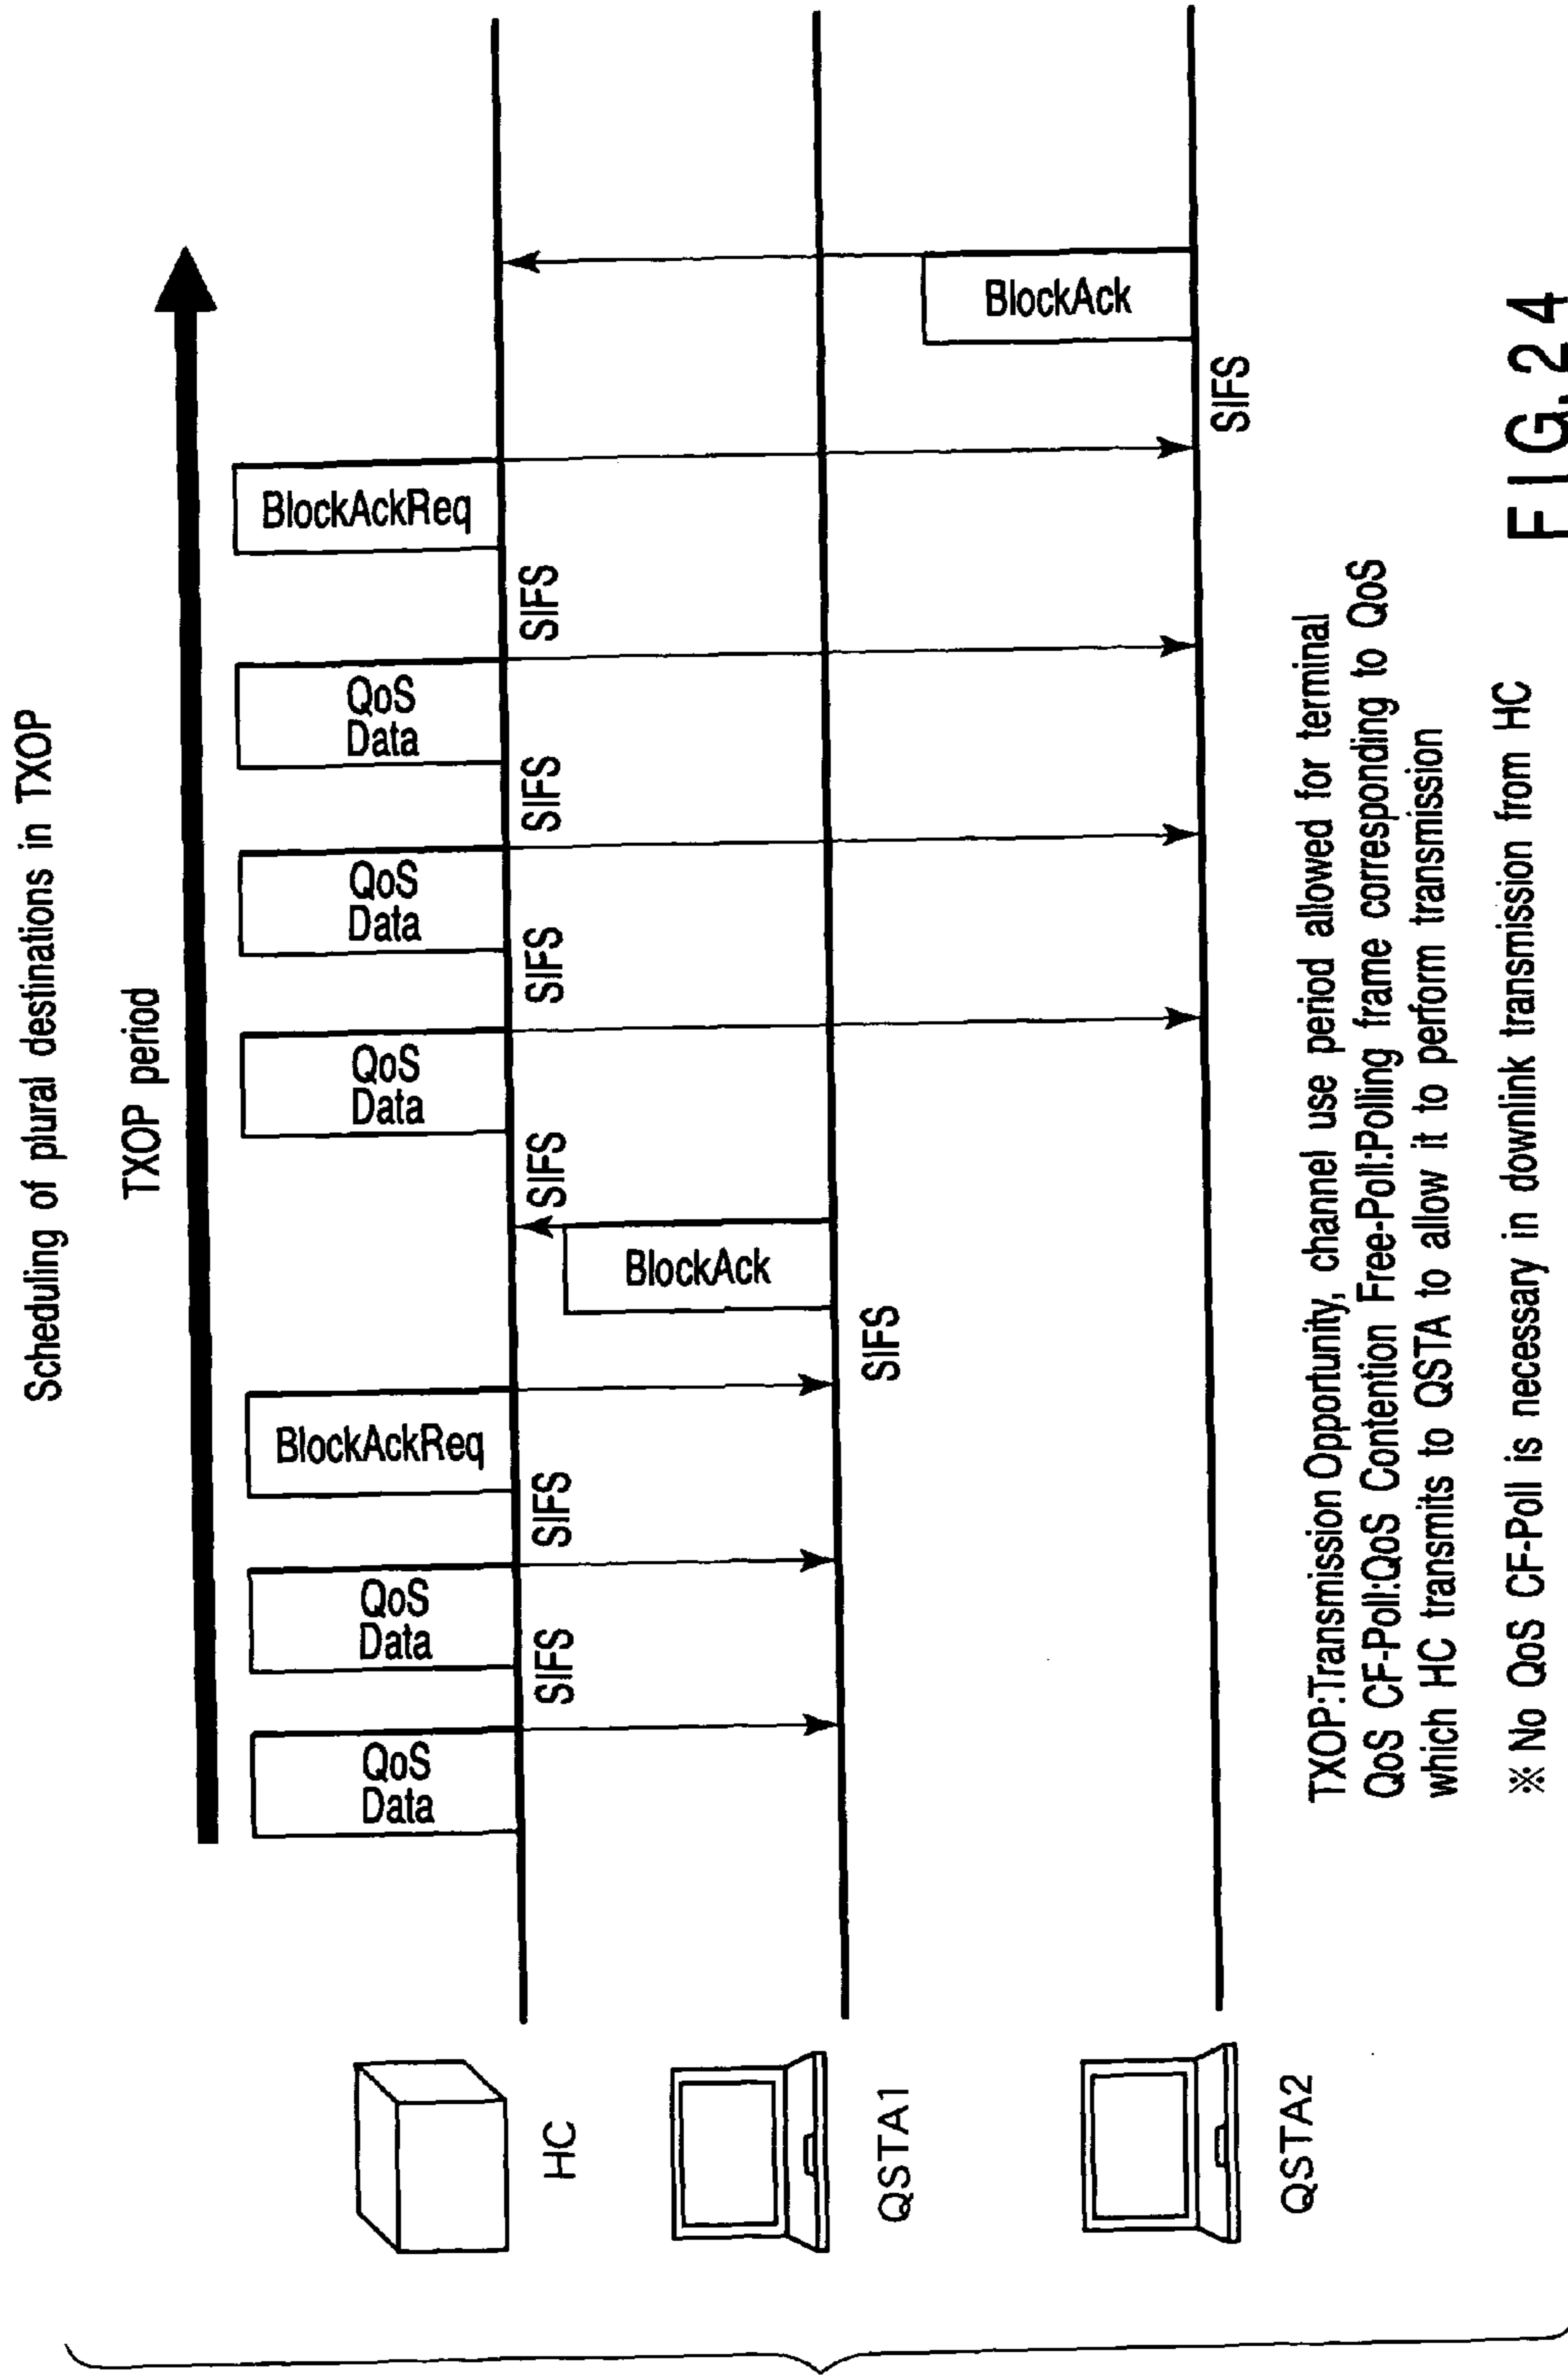 Scheduling of plural destinations in TXOP
TXOP period
QoS
Data
QoS
Data
BlockAckReq
QoS
Data
QoS
Data
QoS
Data
BlockAckReq
HC
SIFS
SIFS
SIFS
SIFS
SIFS
SIFS
BlockAck
QSTA1
SIFS
BlockAck
QSTA2
SIFS
TXOP:Transmission Opportunity, channel use period allowed for terminal
QoS CF-Poll:QoS Contention Free-Poll:Polling frame corresponding to QoS
which HC transmits to QSTA to allow it to perform transmission
※ No QoS CF-Poll is necessary in downlink transmission from HC
FIG. 24